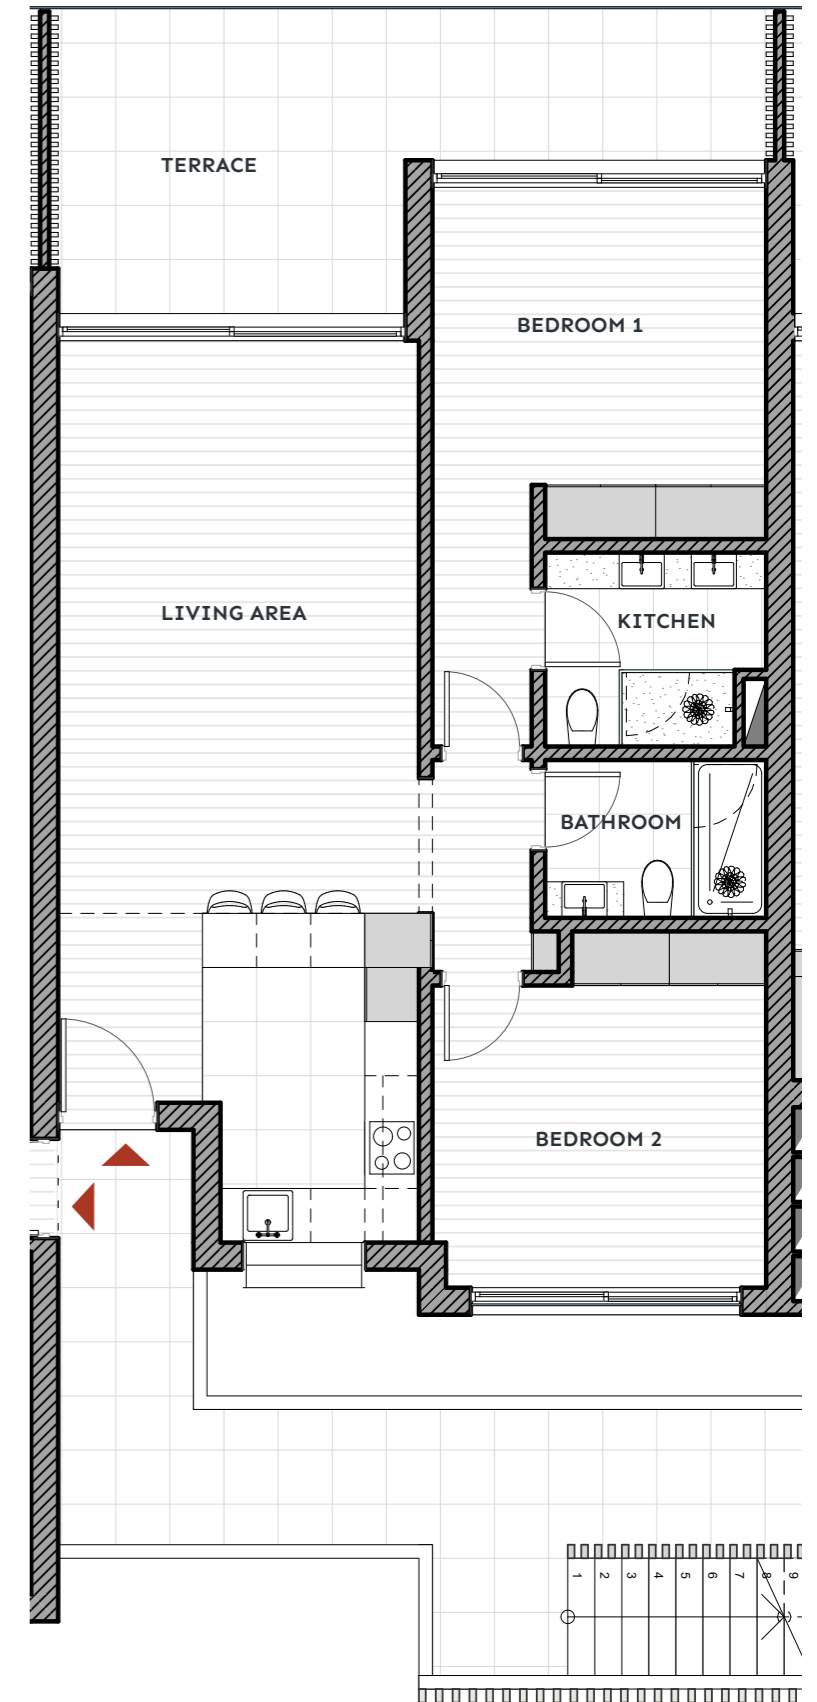 TERRACE
BEDROOM 1
LIVING AREA
KITCHEN
BATHROOM
BEDROOM 2
1 2 3 4 5 6 7 8 9